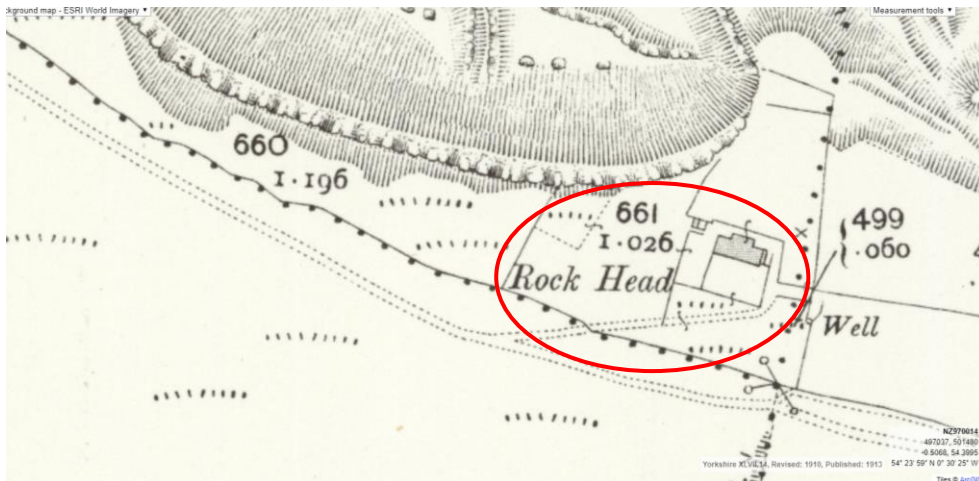 ckground map - ESRI World Imagery ▼
Measurement tools ▼
660
1.196
661
1.026
499
.060
Rock Head
Well
NZ970014
497037, 501480
-0.5068, 54.3995
Yorkshire XLVII.14, Revised: 1910, Published: 1913
54° 23' 59" N 0° 30' 25" W
Tiles © ArcGIS